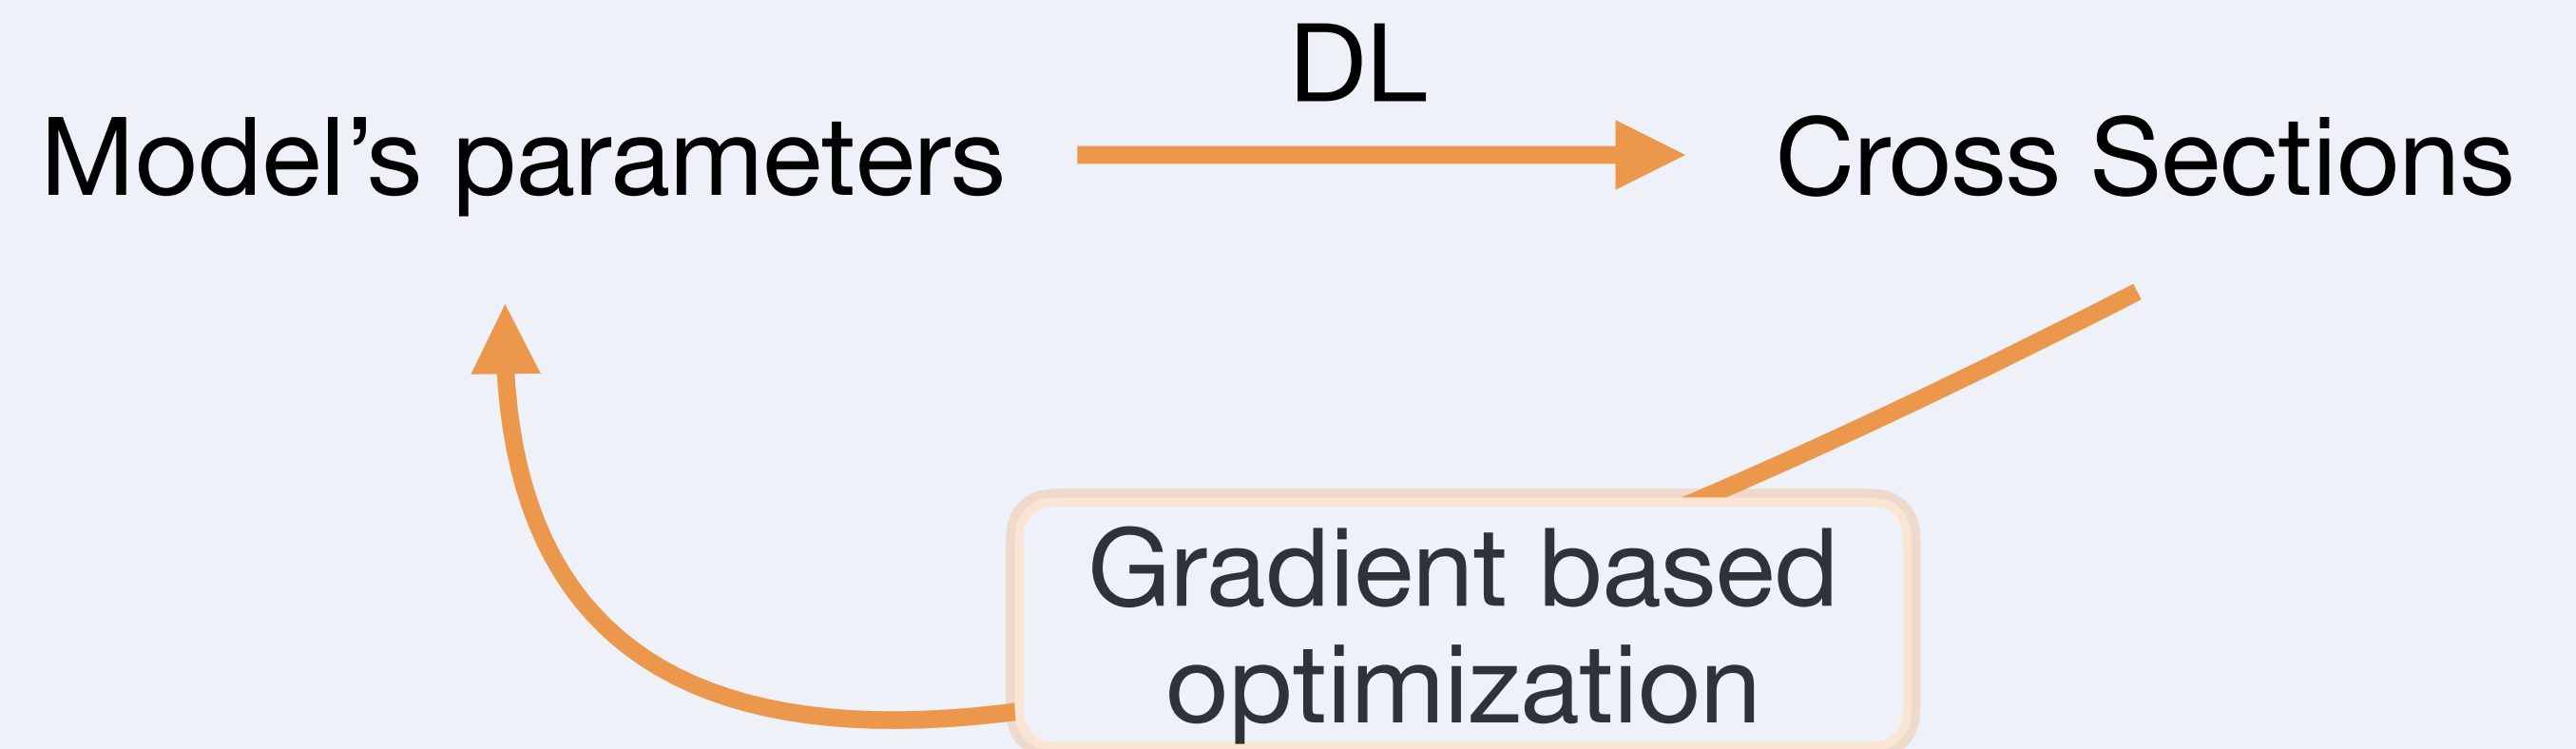 DL
Model’s parameters
Cross Sections
Gradient based
optimization